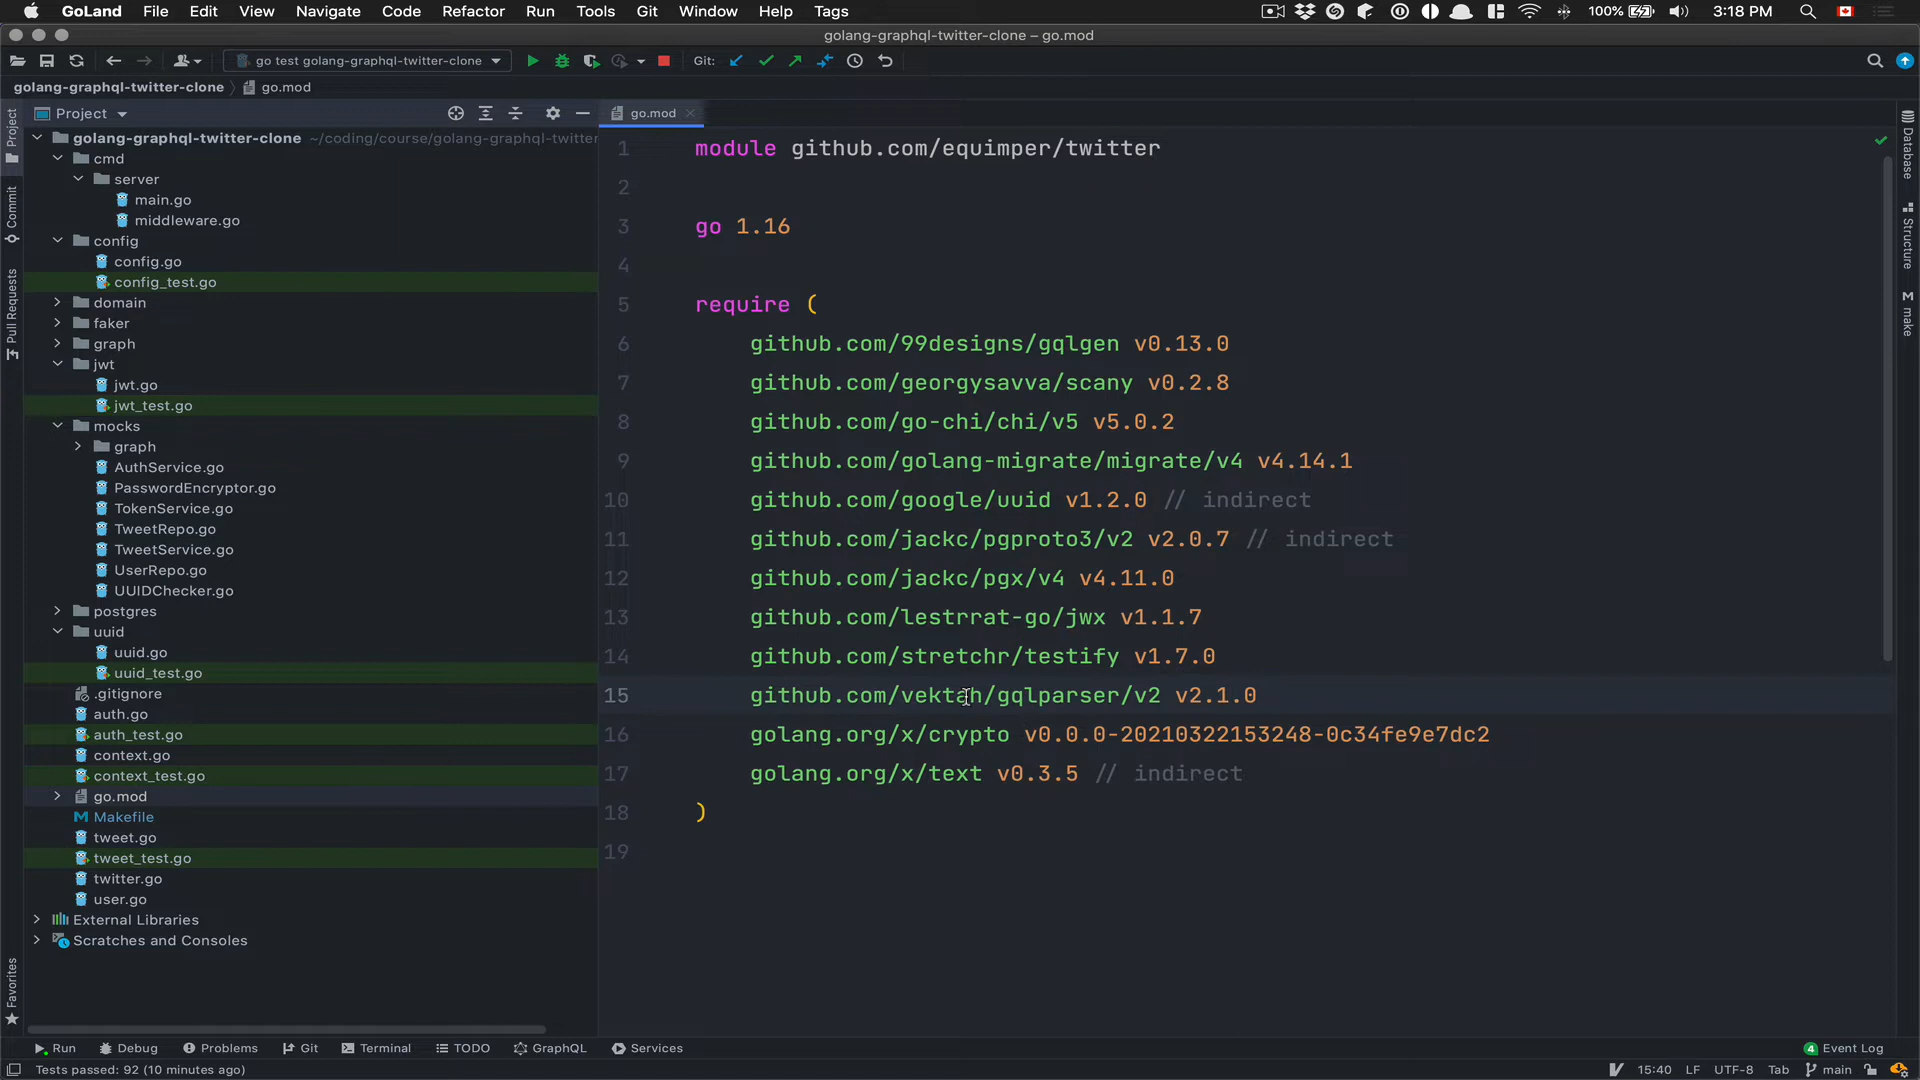 GoLand File Edit View Navigate Code Refactor Run Tools Git Window Help Tags 100% 3:18 PM
golang-graphql-twitter-clone – go.mod
go test golang-graphql-twitter-clone Git:
golang-graphql-twitter-clone go.mod
Project
go.mod
golang-graphql-twitter-clone ~/coding/course/golang-graphql-twitter
cmd
server
main.go
middleware.go
config
config.go
config_test.go
domain
faker
graph
jwt
jwt.go
jwt_test.go
mocks
graph
AuthService.go
PasswordEncryptor.go
TokenService.go
TweetRepo.go
TweetService.go
UserRepo.go
UUIDChecker.go
postgres
uuid
uuid.go
uuid_test.go
.gitignore
auth.go
auth_test.go
context.go
context_test.go
go.mod
Makefile
tweet.go
tweet_test.go
twitter.go
user.go
External Libraries
Scratches and Consoles
1 module github.com/equimper/twitter
2
3 go 1.16
4
5 require (
6 github.com/99designs/gqlgen v0.13.0
7 github.com/georgysavva/scany v0.2.8
8 github.com/go-chi/chi/v5 v5.0.2
9 github.com/golang-migrate/migrate/v4 v4.14.1
10 github.com/google/uuid v1.2.0 // indirect
11 github.com/jackc/pgproto3/v2 v2.0.7 // indirect
12 github.com/jackc/pgx/v4 v4.11.0
13 github.com/lestrrat-go/jwx v1.1.7
14 github.com/stretchr/testify v1.7.0
15 github.com/vektah/gqlparser/v2 v2.1.0
16 golang.org/x/crypto v0.0.0-20210322153248-0c34fe9e7dc2
17 golang.org/x/text v0.3.5 // indirect
18 )
19
Project
Commit
Pull Requests
Favorites
Database
Structure
make
Run Debug Problems Git Terminal TODO GraphQL Services 4 Event Log
Tests passed: 92 (10 minutes ago) 15:40 LF UTF-8 Tab main